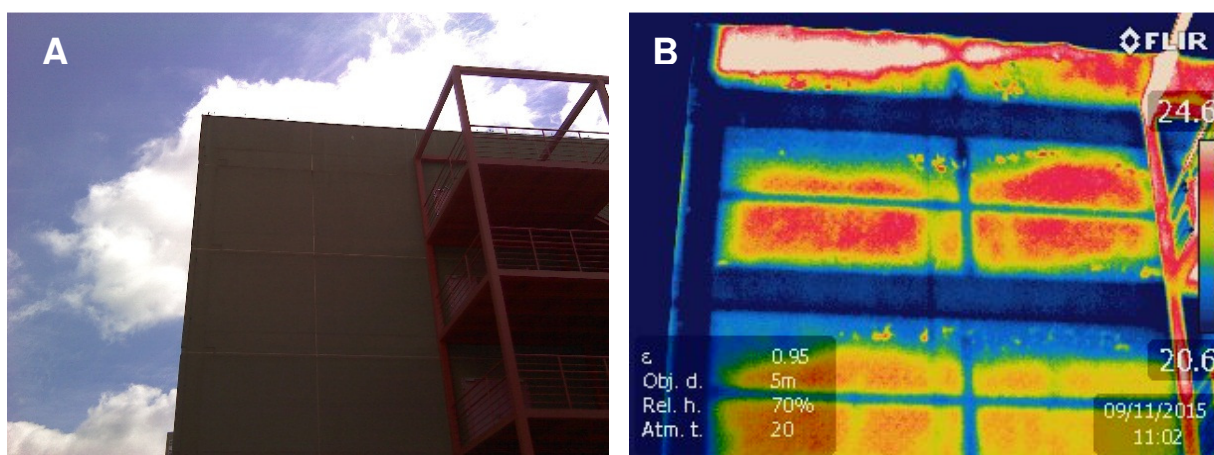 A
B
FLIR
24.6
20.6
ε 0.95
Obj. d. 5m
Rel. h. 70%
Atm. t. 20
09/11/2015
11:02